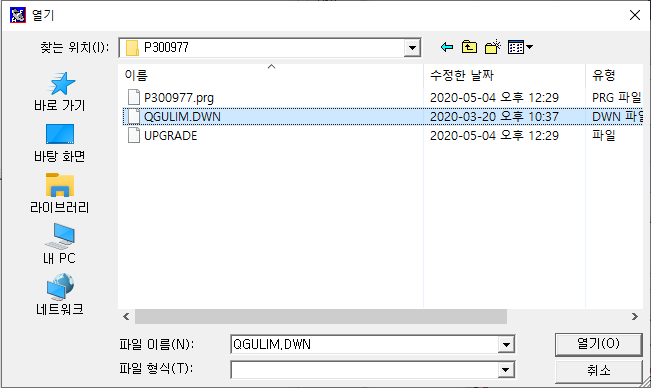 열기
찾는 위치(I): P300977
이름 수정한 날짜 유형
P300977.prg 2020-05-04 오후 12:29 PRG 파일
QGULIM.DWN 2020-03-20 오후 10:37 DWN 파일
UPGRADE 2020-05-04 오후 12:29 파일
바로 가기
바탕 화면
라이브러리
내 PC
네트워크
파일 이름(N): QGULIM.DWN 열기(O)
파일 형식(T): 취소